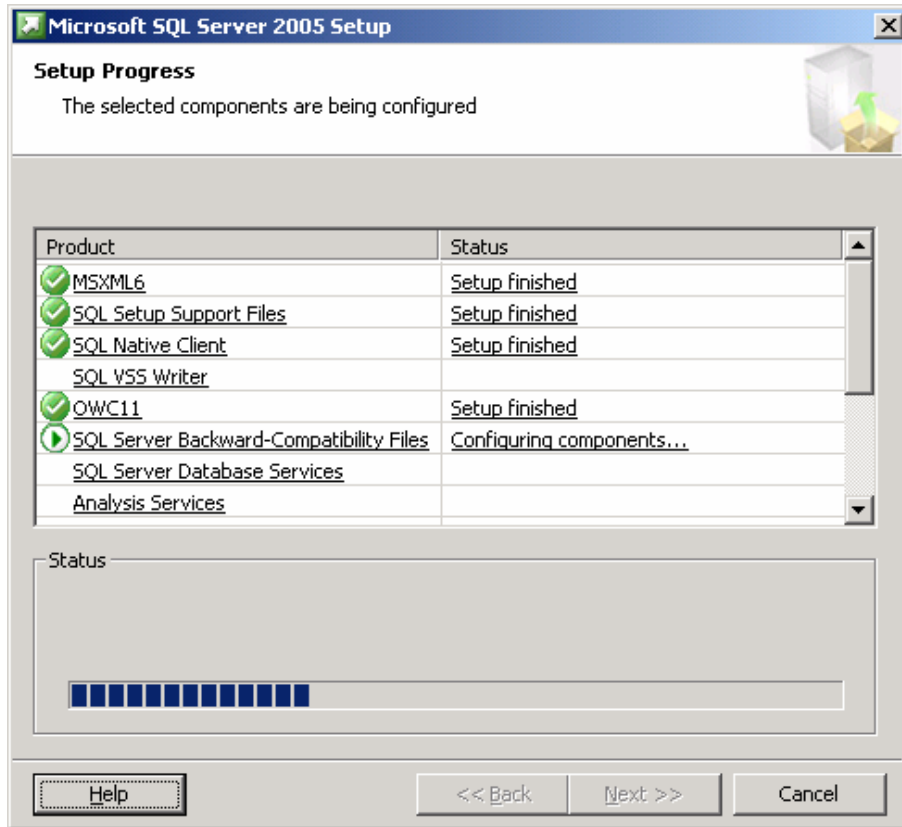 Microsoft SQL Server 2005 Setup
Setup Progress
The selected components are being configured
Product Status
MSXML6 Setup finished
SQL Setup Support Files Setup finished
SQL Native Client Setup finished
SQL VSS Writer
OWC11 Setup finished
SQL Server Backward-Compatibility Files Configuring components...
SQL Server Database Services
Analysis Services
Status
Help << Back Next >> Cancel